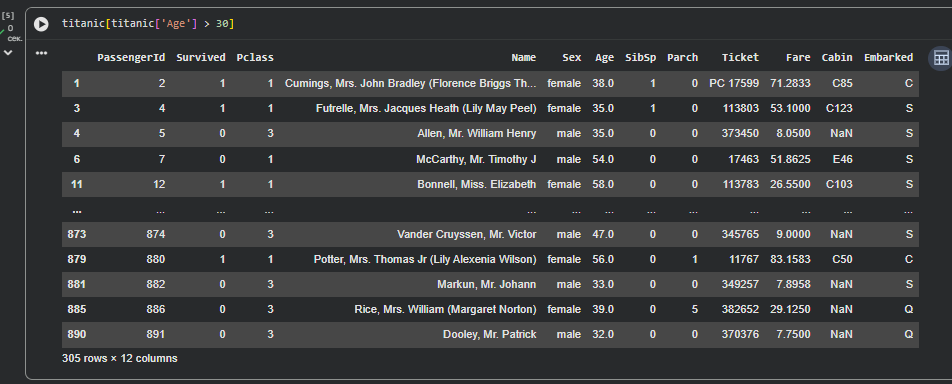 [5]
0
сек.
titanic[titanic['Age'] > 30]
PassengerId Survived Pclass Name Sex Age SibSp Parch Ticket Fare Cabin Embarked
1 2 1 1 Cumings, Mrs. John Bradley (Florence Briggs Th... female 38.0 1 0 PC 17599 71.2833 C85 C
3 4 1 1 Futrelle, Mrs. Jacques Heath (Lily May Peel) female 35.0 1 0 113803 53.1000 C123 S
4 5 0 3 Allen, Mr. William Henry male 35.0 0 0 373450 8.0500 NaN S
6 7 0 1 McCarthy, Mr. Timothy J male 54.0 0 0 17463 51.8625 E46 S
11 12 1 1 Bonnell, Miss. Elizabeth female 58.0 0 0 113783 26.5500 C103 S
... ... ... ... ... ... ... ... ... ... ... ... ...
873 874 0 3 Vander Cruyssen, Mr. Victor male 47.0 0 0 345765 9.0000 NaN S
879 880 1 1 Potter, Mrs. Thomas Jr (Lily Alexenia Wilson) female 56.0 0 1 11767 83.1583 C50 C
881 882 0 3 Markun, Mr. Johann male 33.0 0 0 349257 7.8958 NaN S
885 886 0 3 Rice, Mrs. William (Margaret Norton) female 39.0 0 5 382652 29.1250 NaN Q
890 891 0 3 Dooley, Mr. Patrick male 32.0 0 0 370376 7.7500 NaN Q
305 rows × 12 columns